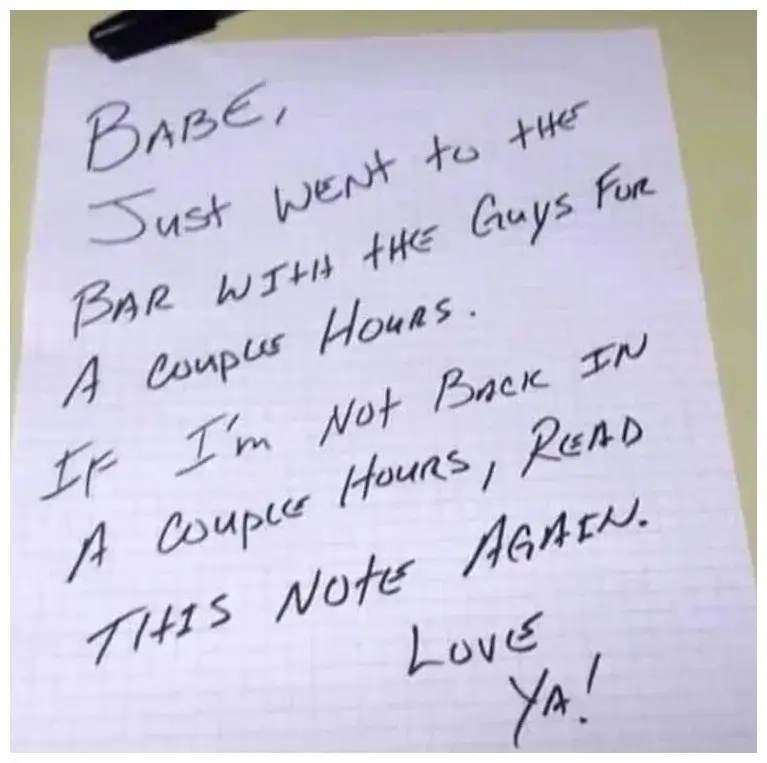 BABE,
JUST WENT TO THE
BAR WITH THE GUYS FOR
A COUPLE HOURS.
IF I'm NOT BACK IN
A COUPLE HOURS, READ
THIS NOTE AGAIN.
LOVE
YA!